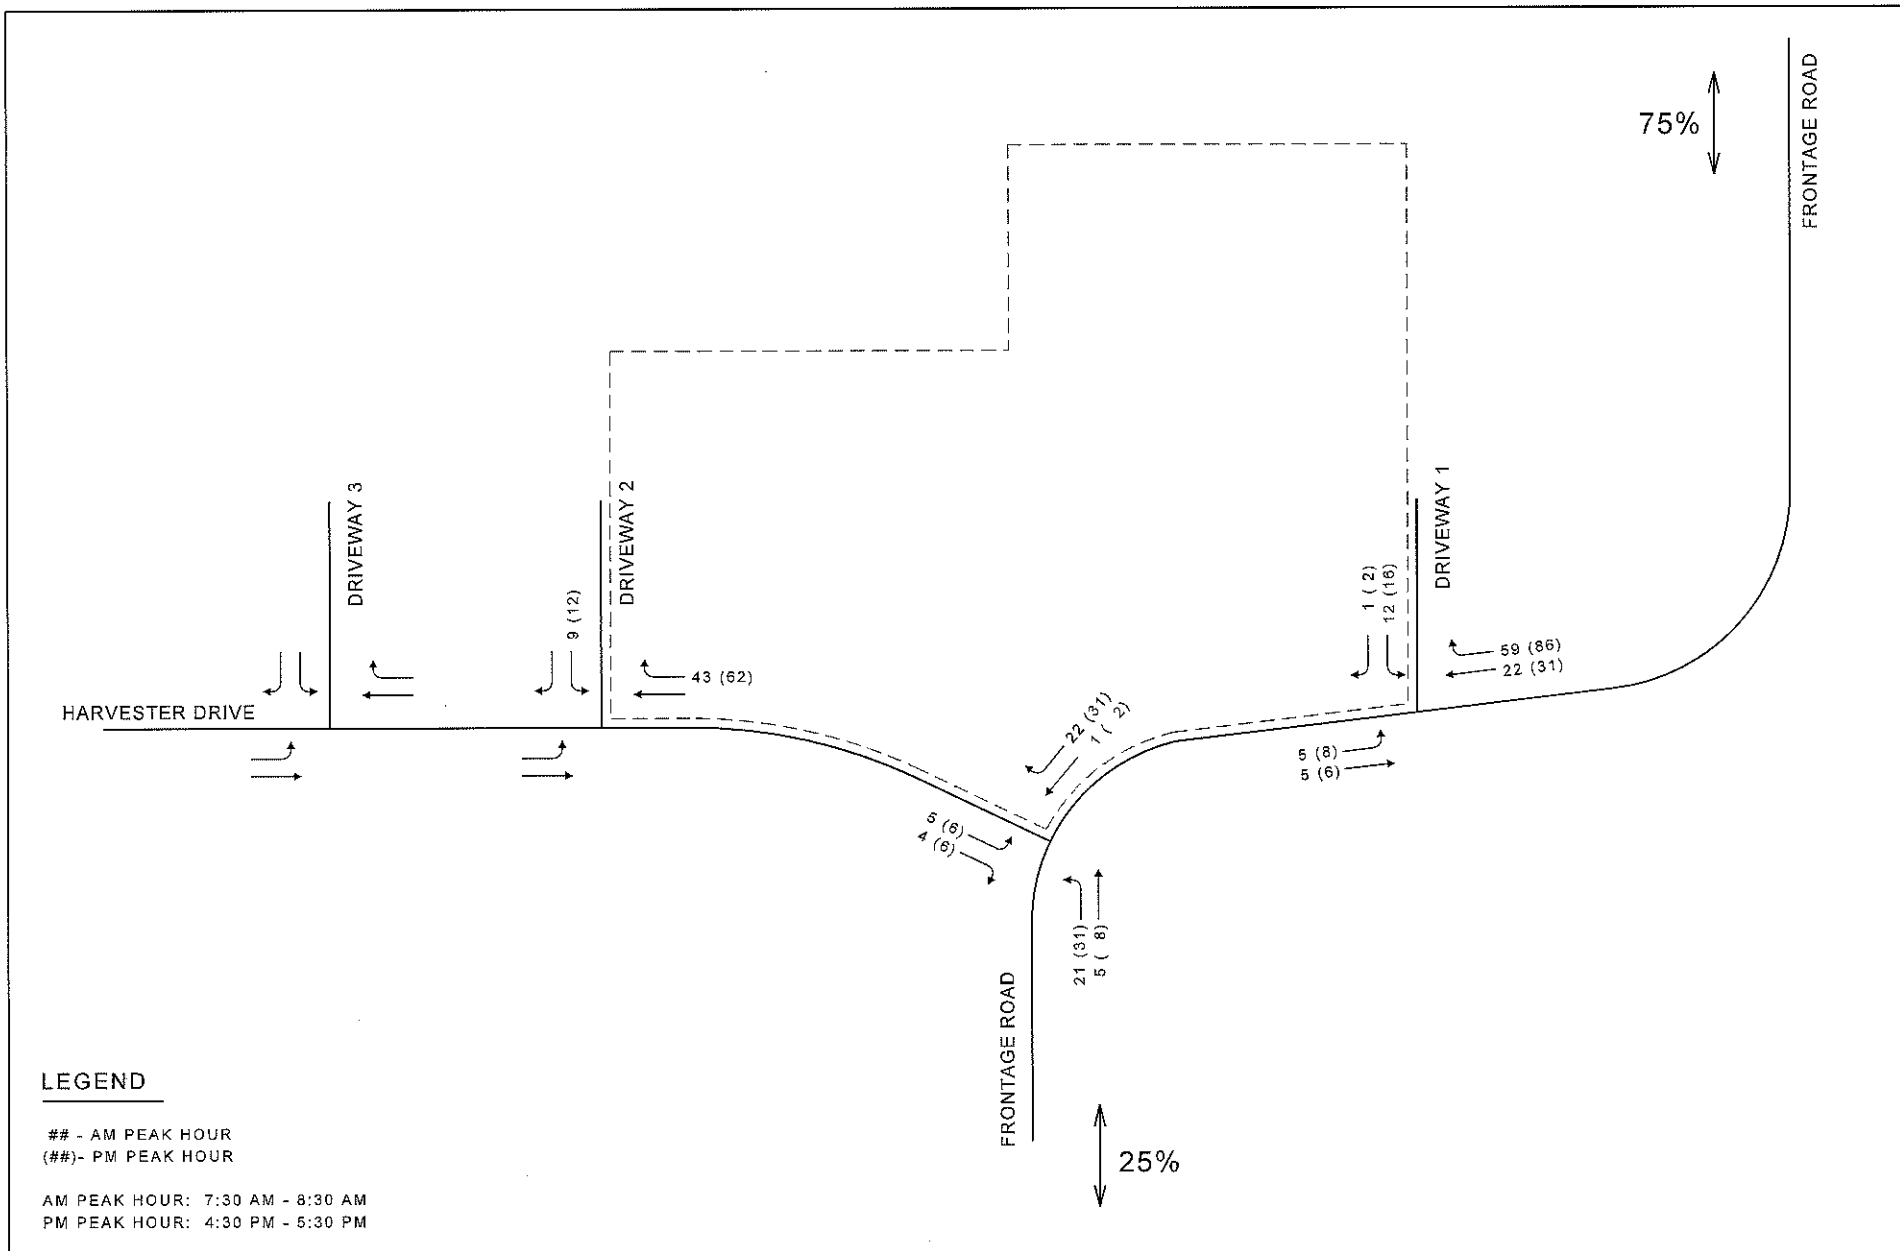 75%
FRONTAGE ROAD
DRIVEWAY 3
DRIVEWAY 2
DRIVEWAY 1
9 (12)
1 ( 2)
12 (16)
43 (62)
59 (86)
22 (31)
HARVESTER DRIVE
22 (31)
1 ( 2)
5 (8)
5 (6)
5 (6)
4 (6)
21 (31)
5 ( 8)
FRONTAGE ROAD
25%
LEGEND
## - AM PEAK HOUR
(##)- PM PEAK HOUR
AM PEAK HOUR: 7:30 AM - 8:30 AM
PM PEAK HOUR: 4:30 PM - 5:30 PM